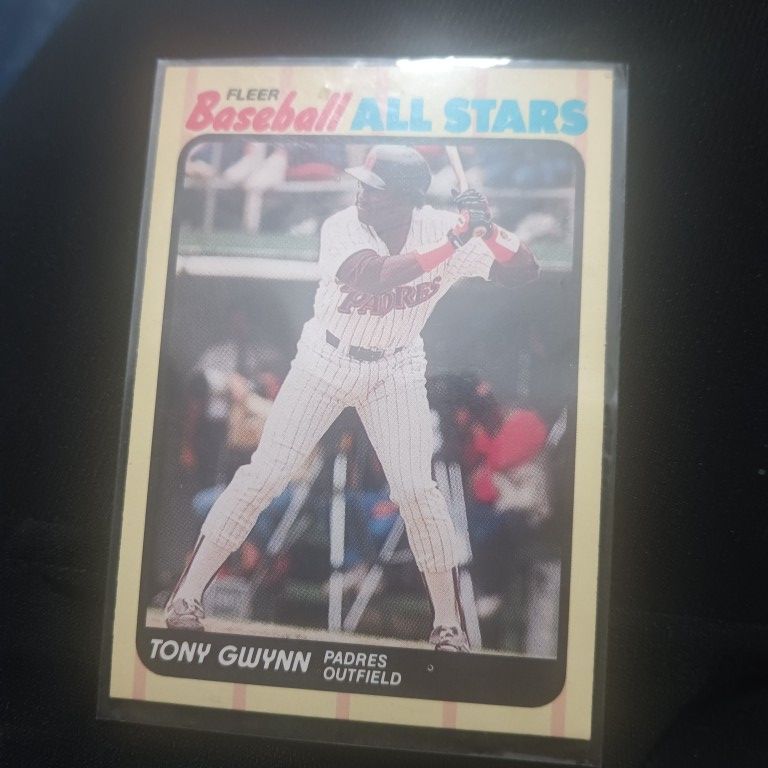 FLEER
Baseball ALL STARS
PADRES
TONY GWYNN PADRES
OUTFIELD